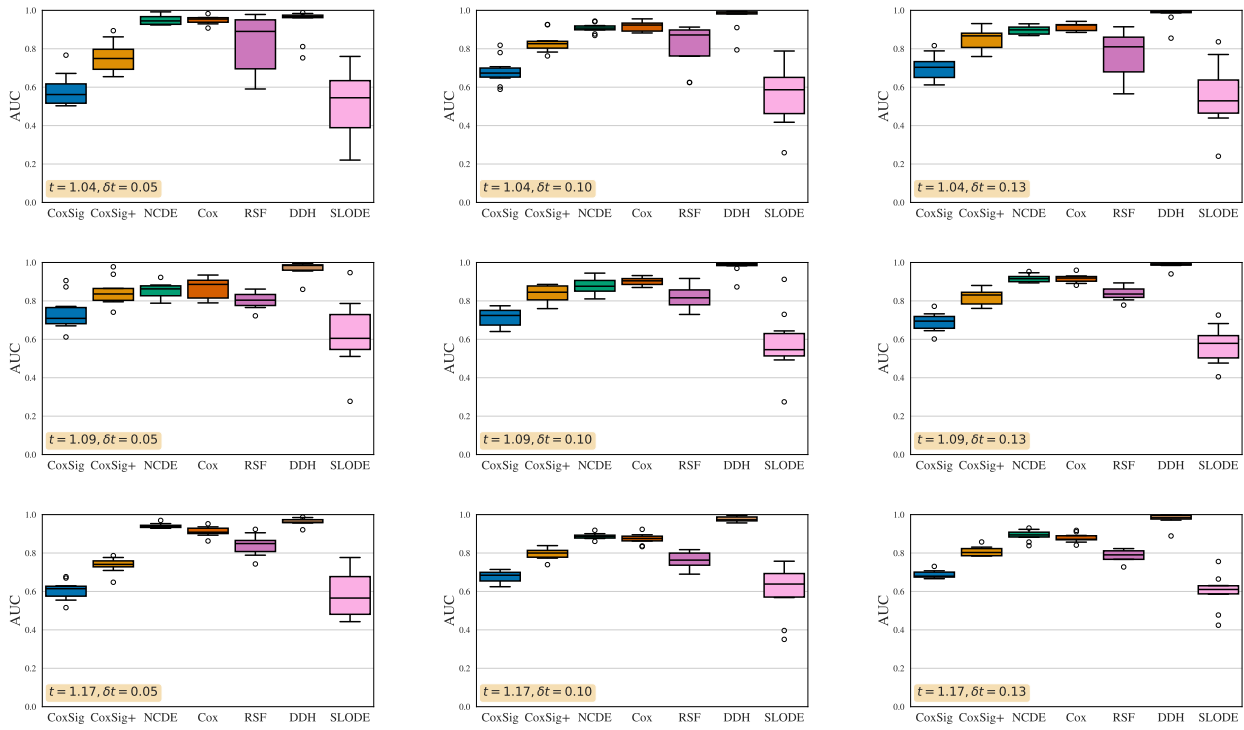 AUC
1.0
0.8
0.6
0.4
0.2
0.0
t = 1.04, δt = 0.05
CoxSig CoxSig+ NCDE Cox RSF DDH SLODE
AUC
1.0
0.8
0.6
0.4
0.2
0.0
t = 1.04, δt = 0.10
CoxSig CoxSig+ NCDE Cox RSF DDH SLODE
AUC
1.0
0.8
0.6
0.4
0.2
0.0
t = 1.04, δt = 0.13
CoxSig CoxSig+ NCDE Cox RSF DDH SLODE
AUC
1.0
0.8
0.6
0.4
0.2
0.0
t = 1.09, δt = 0.05
CoxSig CoxSig+ NCDE Cox RSF DDH SLODE
AUC
1.0
0.8
0.6
0.4
0.2
0.0
t = 1.09, δt = 0.10
CoxSig CoxSig+ NCDE Cox RSF DDH SLODE
AUC
1.0
0.8
0.6
0.4
0.2
0.0
t = 1.09, δt = 0.13
CoxSig CoxSig+ NCDE Cox RSF DDH SLODE
AUC
1.0
0.8
0.6
0.4
0.2
0.0
t = 1.17, δt = 0.05
CoxSig CoxSig+ NCDE Cox RSF DDH SLODE
AUC
1.0
0.8
0.6
0.4
0.2
0.0
t = 1.17, δt = 0.10
CoxSig CoxSig+ NCDE Cox RSF DDH SLODE
AUC
1.0
0.8
0.6
0.4
0.2
0.0
t = 1.17, δt = 0.13
CoxSig CoxSig+ NCDE Cox RSF DDH SLODE